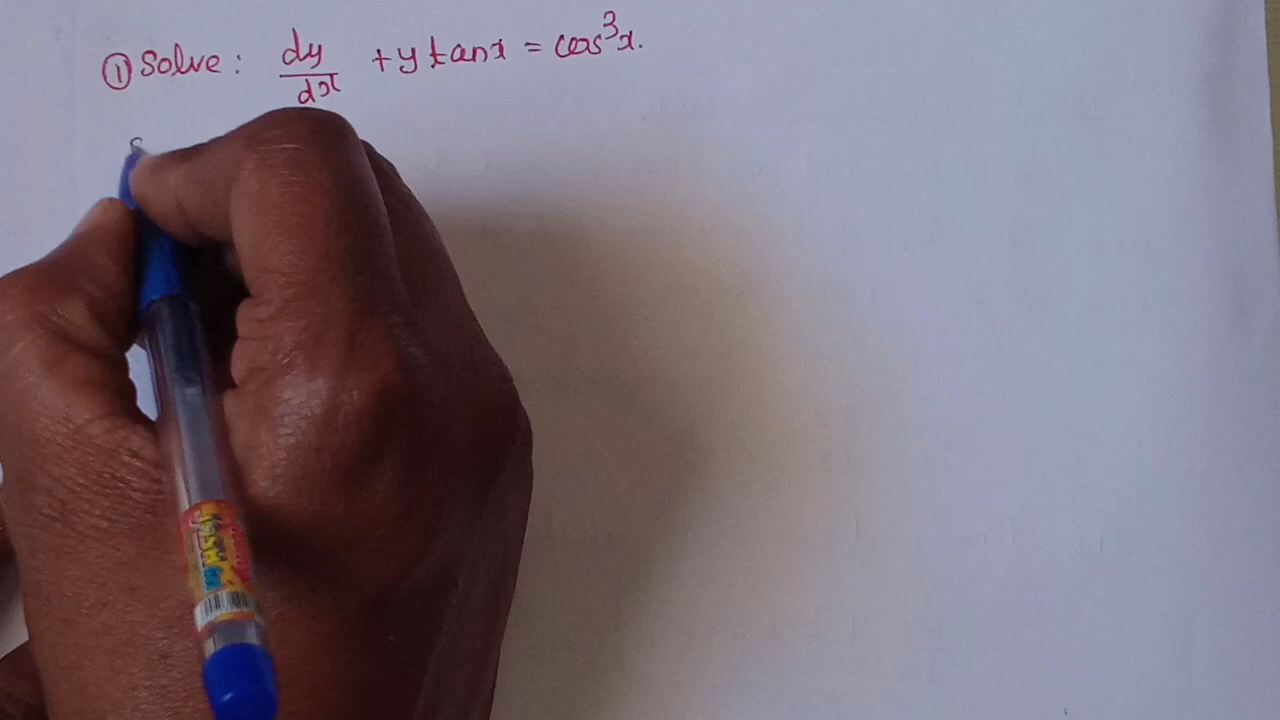 ① Solve: dy/dx + y tanx = cos³x.
S